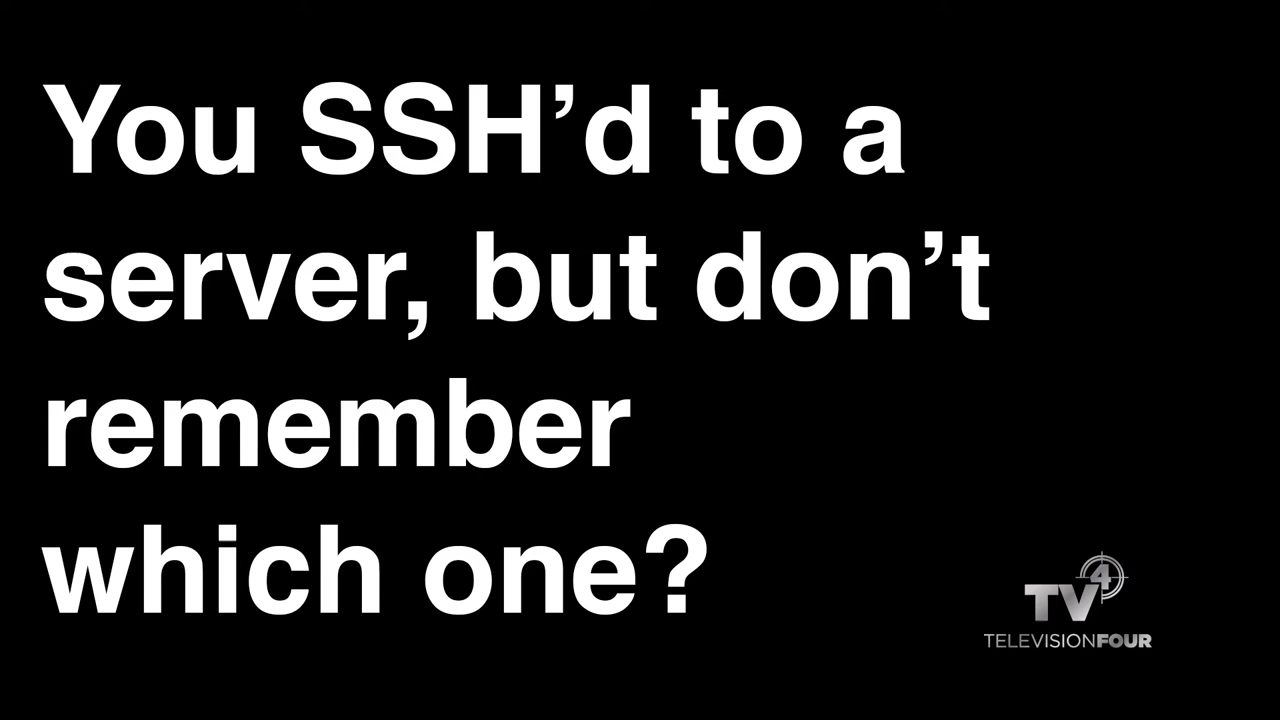 You SSH’d to a
server, but don’t
remember
which one?
TV4
TELEVISIONFOUR